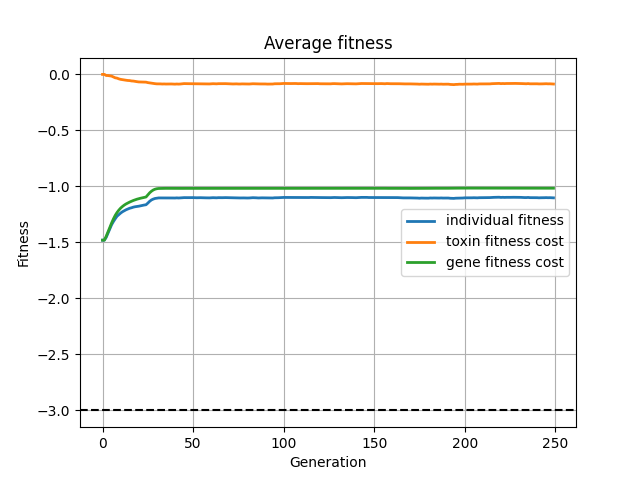 Average fitness
Fitness
0.0
−0.5
−1.0
−1.5
−2.0
−2.5
−3.0
individual fitness
toxin fitness cost
gene fitness cost
0 50 100 150 200 250
Generation